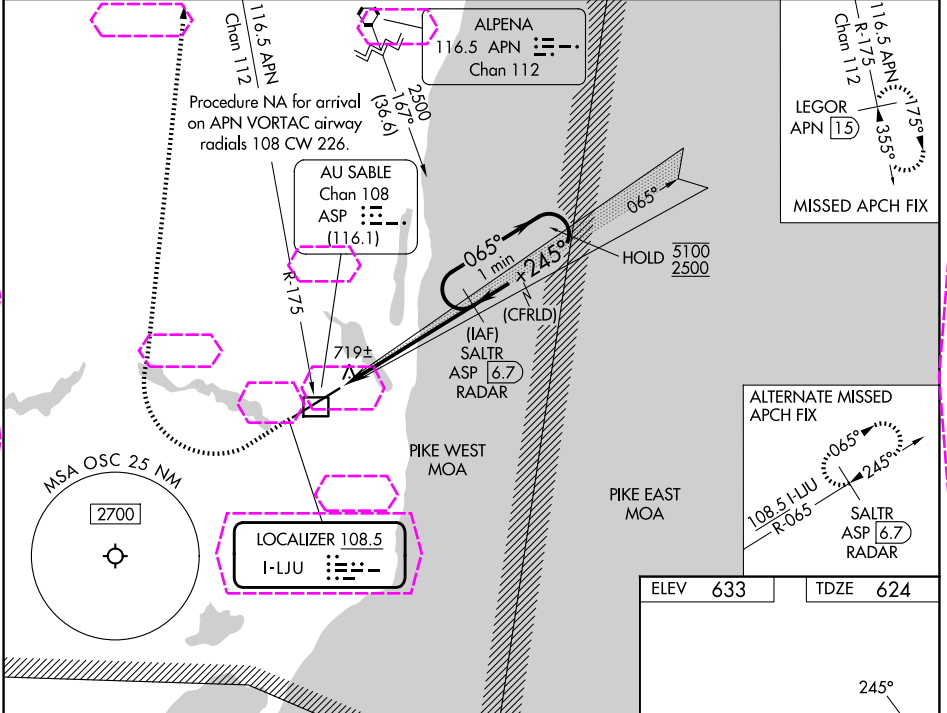 116.5 APN
Chan 112
R-175
Procedure NA for arrival
on APN VORTAC airway
radials 108 CW 226.
ALPENA
116.5 APN
Chan 112
2500
167°
(36.6)
AU SABLE
Chan 108
ASP
(116.1)
065°
1 min
+245°
065°
HOLD 5100
2500
(CFRLD)
(IAF)
SALTR
ASP 6.7
RADAR
719±
116.5 APN
R-175
Chan 112
LEGOR
APN 15
175°
355°
MISSED APCH FIX
PIKE WEST
MOA
PIKE EAST
MOA
MSA OSC 25 NM
2700
LOCALIZER 108.5
I-LJU
ALTERNATE MISSED
APCH FIX
065°
245°
108.5 I-LJU
R-065
SALTR
ASP 6.7
RADAR
ELEV 633
TDZE 624
245°